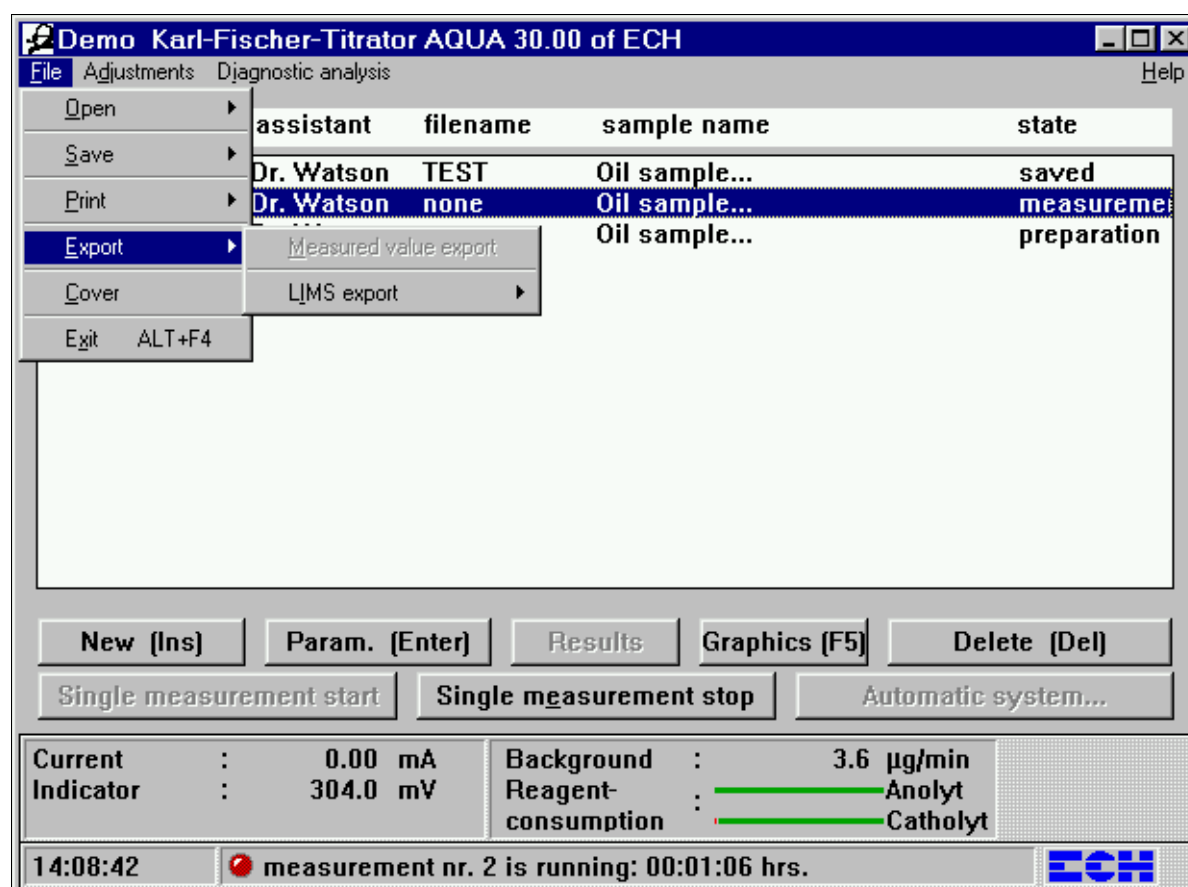 Demo Karl-Fischer-Titrator AQUA 30.00 of ECH
File Adjustments Diagnostic analysis Help
Open
assistant filename sample name state
Save
Dr. Watson TEST Oil sample... saved
Print
Dr. Watson none Oil sample... measureme
Export
Measured value export
Oil sample... preparation
Cover
LIMS export
Exit ALT+F4
New (Ins) Param. (Enter) Results Graphics (F5) Delete (Del)
Single measurement start Single measurement stop Automatic system...
Current : 0.00 mA Background : 3.6 µg/min
Indicator : 304.0 mV Reagent- : Anolyt
consumption Catholyt
14:08:42 measurement nr. 2 is running: 00:01:06 hrs. ECH